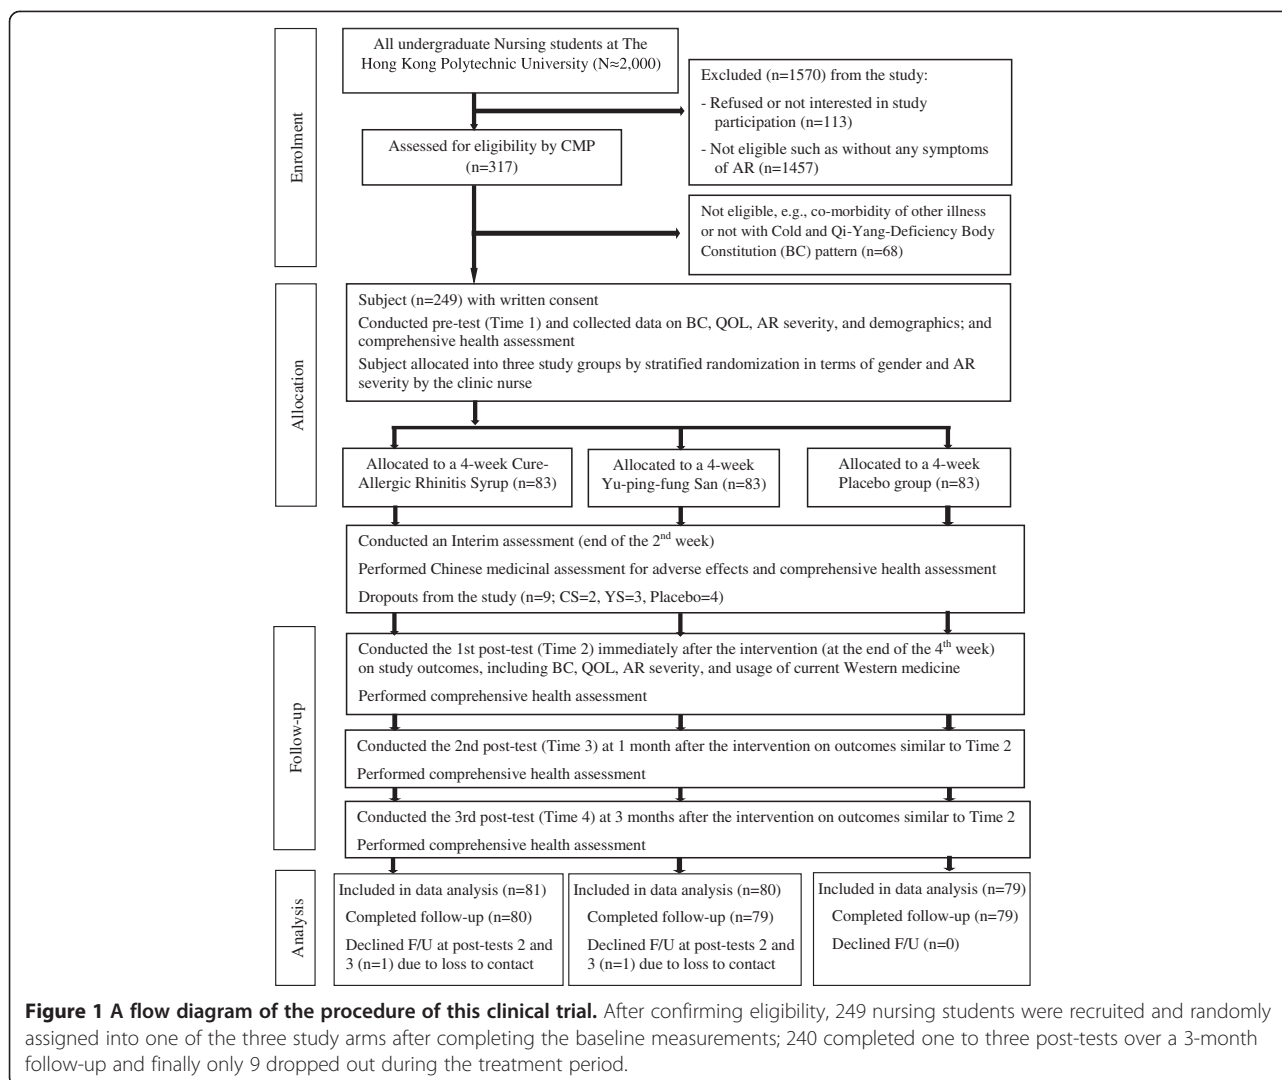 Enrolment
All undergraduate Nursing students at The
Hong Kong Polytechnic University (N≈2,000)
Excluded (n=1570) from the study:
- Refused or not interested in study
participation (n=113)
- Not eligible such as without any symptoms
of AR (n=1457)
Assessed for eligibility by CMP
(n=317)
Not eligible, e.g., co-morbidity of other illness
or not with Cold and Qi-Yang-Deficiency Body
Constitution (BC) pattern (n=68)
Allocation
Subject (n=249) with written consent
Conducted pre-test (Time 1) and collected data on BC, QOL, AR severity, and demographics; and
comprehensive health assessment
Subject allocated into three study groups by stratified randomization in terms of gender and AR
severity by the clinic nurse
Allocated to a 4-week Cure-
Allergic Rhinitis Syrup (n=83)
Allocated to a 4-week
Yu-ping-fung San (n=83)
Allocated to a 4-week
Placebo group (n=83)
Conducted an Interim assessment (end of the 2nd week)
Performed Chinese medicinal assessment for adverse effects and comprehensive health assessment
Dropouts from the study (n=9; CS=2, YS=3, Placebo=4)
Follow-up
Conducted the 1st post-test (Time 2) immediately after the intervention (at the end of the 4th week)
on study outcomes, including BC, QOL, AR severity, and usage of current Western medicine
Performed comprehensive health assessment
Conducted the 2nd post-test (Time 3) at 1 month after the intervention on outcomes similar to Time 2
Performed comprehensive health assessment
Conducted the 3rd post-test (Time 4) at 3 months after the intervention on outcomes similar to Time 2
Performed comprehensive health assessment
Analysis
Included in data analysis (n=81)
Completed follow-up (n=80)
Declined F/U at post-tests 2 and
3 (n=1) due to loss to contact
Included in data analysis (n=80)
Completed follow-up (n=79)
Declined F/U at post-tests 2 and
3 (n=1) due to loss to contact
Included in data analysis (n=79)
Completed follow-up (n=79)
Declined F/U (n=0)
Figure 1 A flow diagram of the procedure of this clinical trial. After confirming eligibility, 249 nursing students were recruited and randomly
assigned into one of the three study arms after completing the baseline measurements; 240 completed one to three post-tests over a 3-month
follow-up and finally only 9 dropped out during the treatment period.